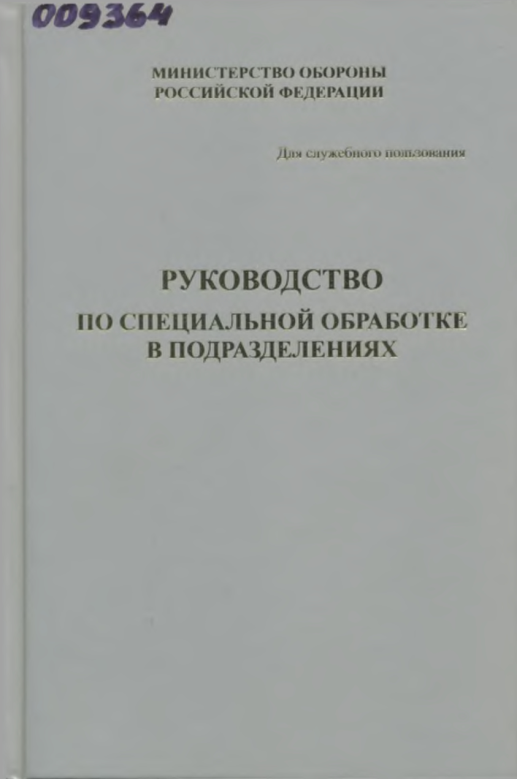 009364
МИНИСТЕРСТВО ОБОРОНЫ
РОССИЙСКОЙ ФЕДЕРАЦИИ
Для служебного пользования
РУКОВОДСТВО
ПО СПЕЦИАЛЬНОЙ ОБРАБОТКЕ
В ПОДРАЗДЕЛЕНИЯХ